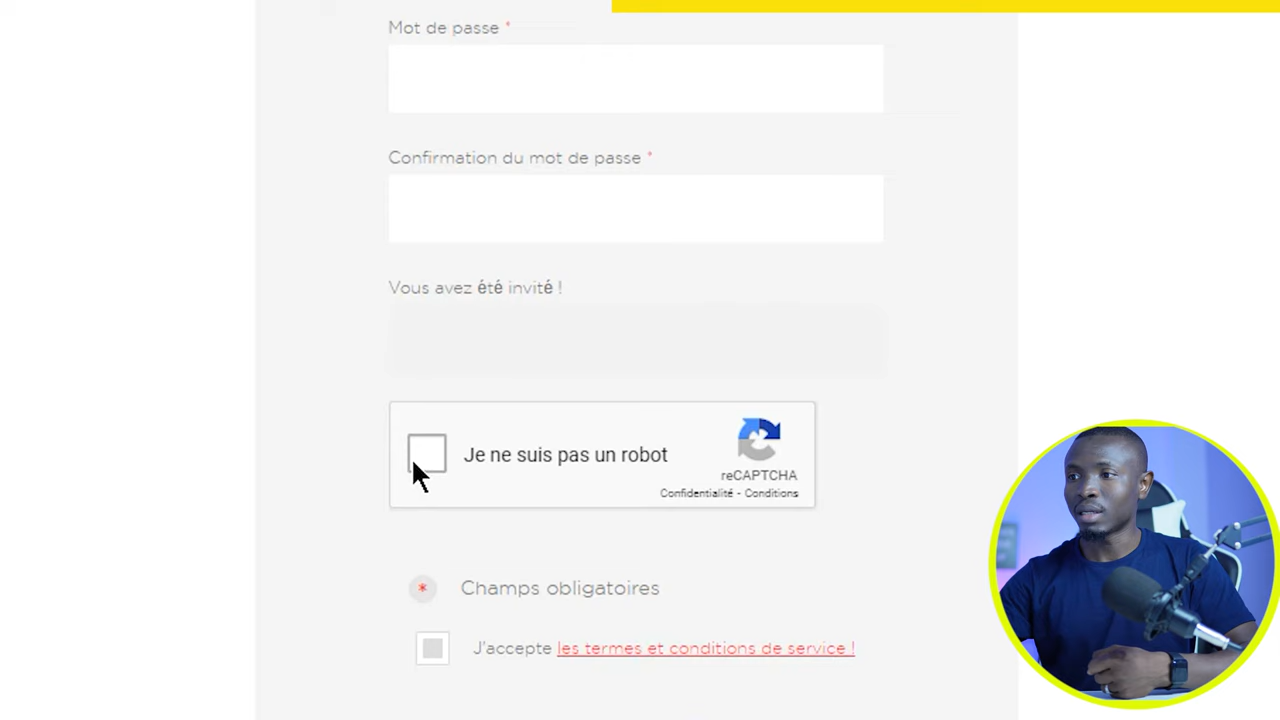 Mot de passe *
Confirmation du mot de passe *
Vous avez été invité !
Je ne suis pas un robot
reCAPTCHA
Confidentialité - Conditions
* Champs obligatoires
J'accepte les termes et conditions de service !